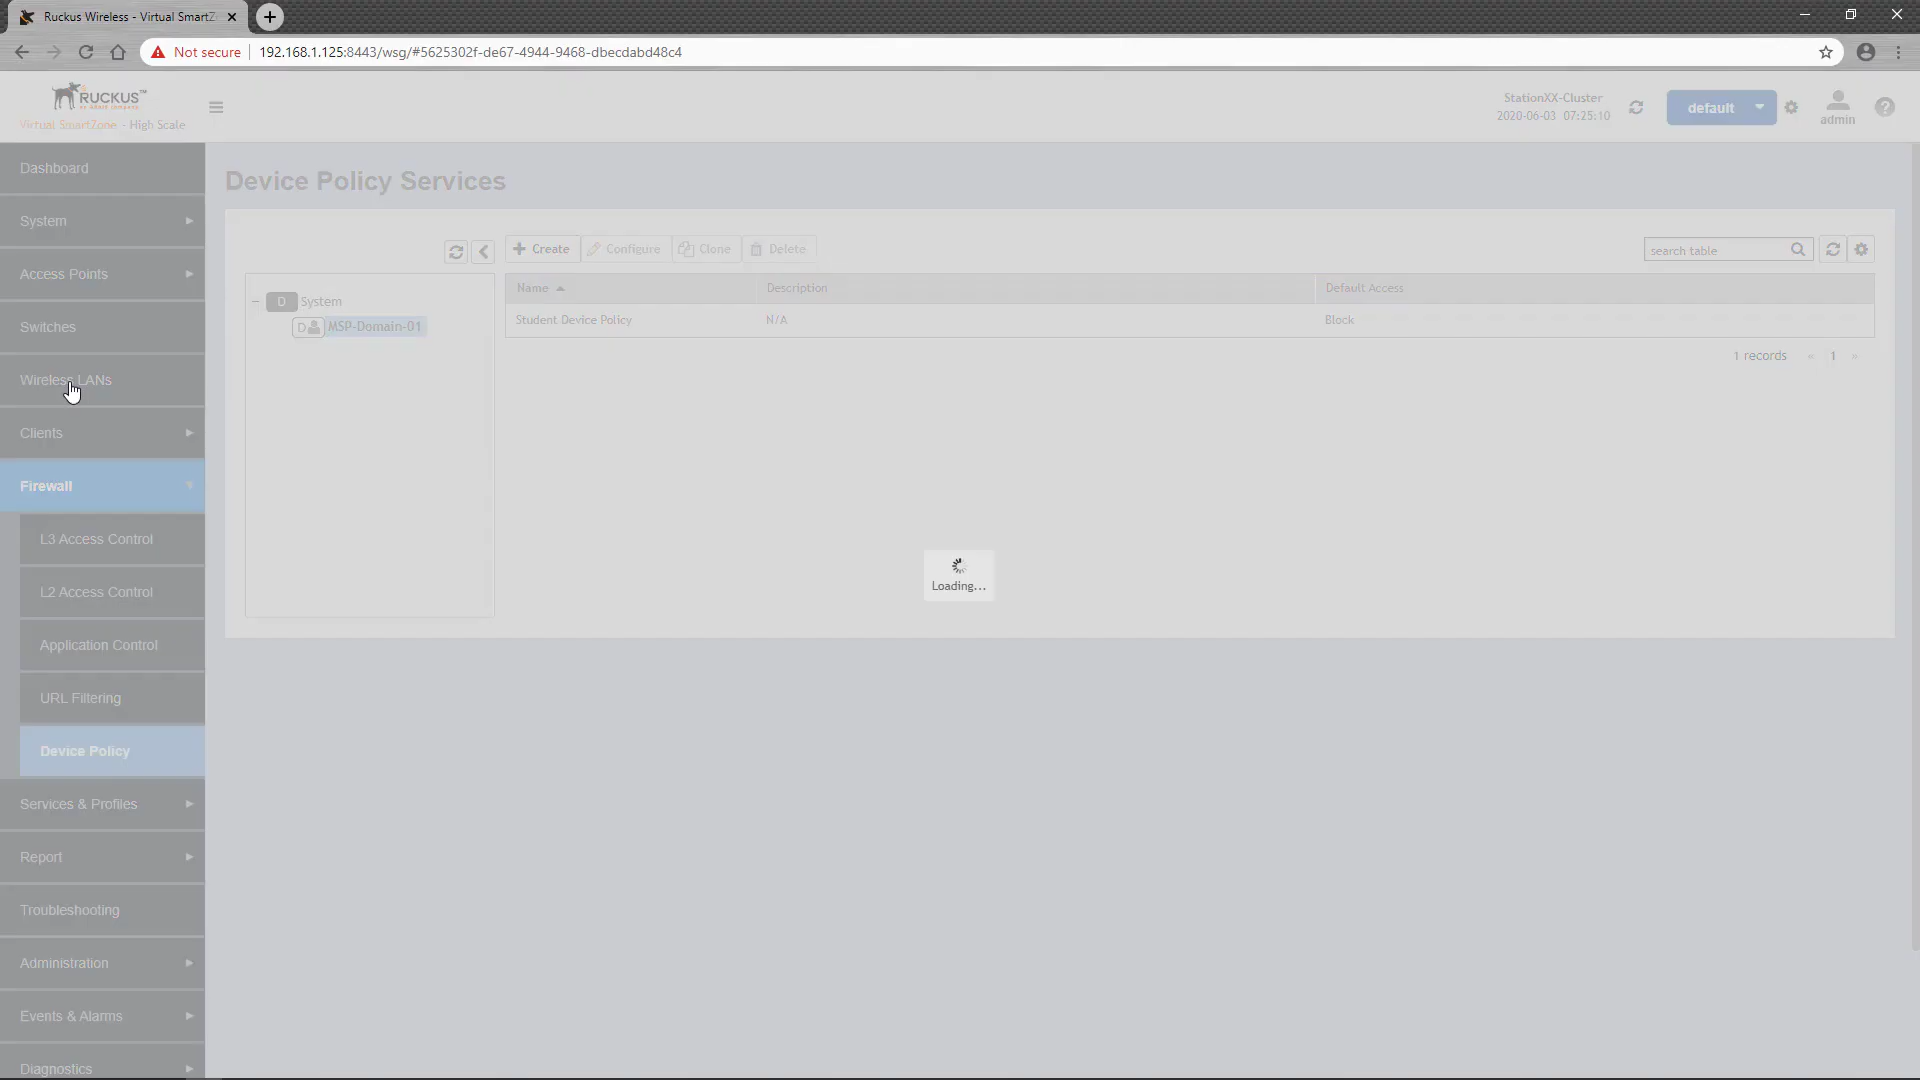 Ruckus Wireless - Virtual SmartZ
Not secure 192.168.1.125:8443/wsg/#5625302f-de67-4944-9468-dbecdabd48c4
RUCKUS™
Virtual SmartZone - High Scale
StationXX-Cluster
2020-06-03 07:25:10
default
admin
Dashboard
System
Access Points
Switches
Wireless LANs
Clients
Firewall
L3 Access Control
L2 Access Control
Application Control
URL Filtering
Device Policy
Services & Profiles
Report
Troubleshooting
Administration
Events & Alarms
Diagnostics
Device Policy Services
Create Configure Clone Delete
search table
D System
D MSP-Domain-01
Name Description Default Access
Student Device Policy N/A Block
1 records « 1 »
Loading...